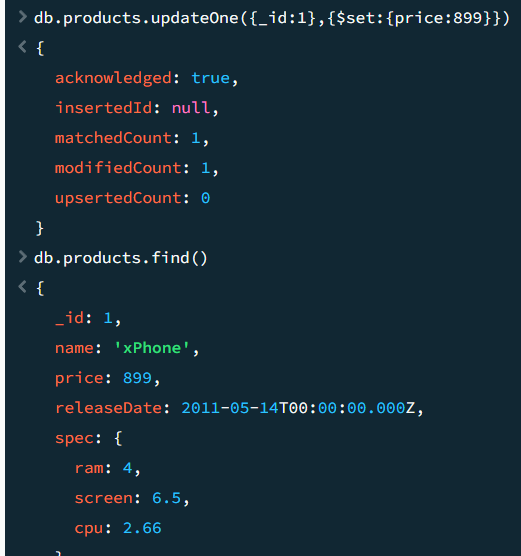 > db.products.updateOne({_id:1},{$set:{price:899}})
< {
acknowledged: true,
insertedId: null,
matchedCount: 1,
modifiedCount: 1,
upsertedCount: 0
}
> db.products.find()
< {
_id: 1,
name: 'xPhone',
price: 899,
releaseDate: 2011-05-14T00:00:00.000Z,
spec: {
ram: 4,
screen: 6.5,
cpu: 2.66
}